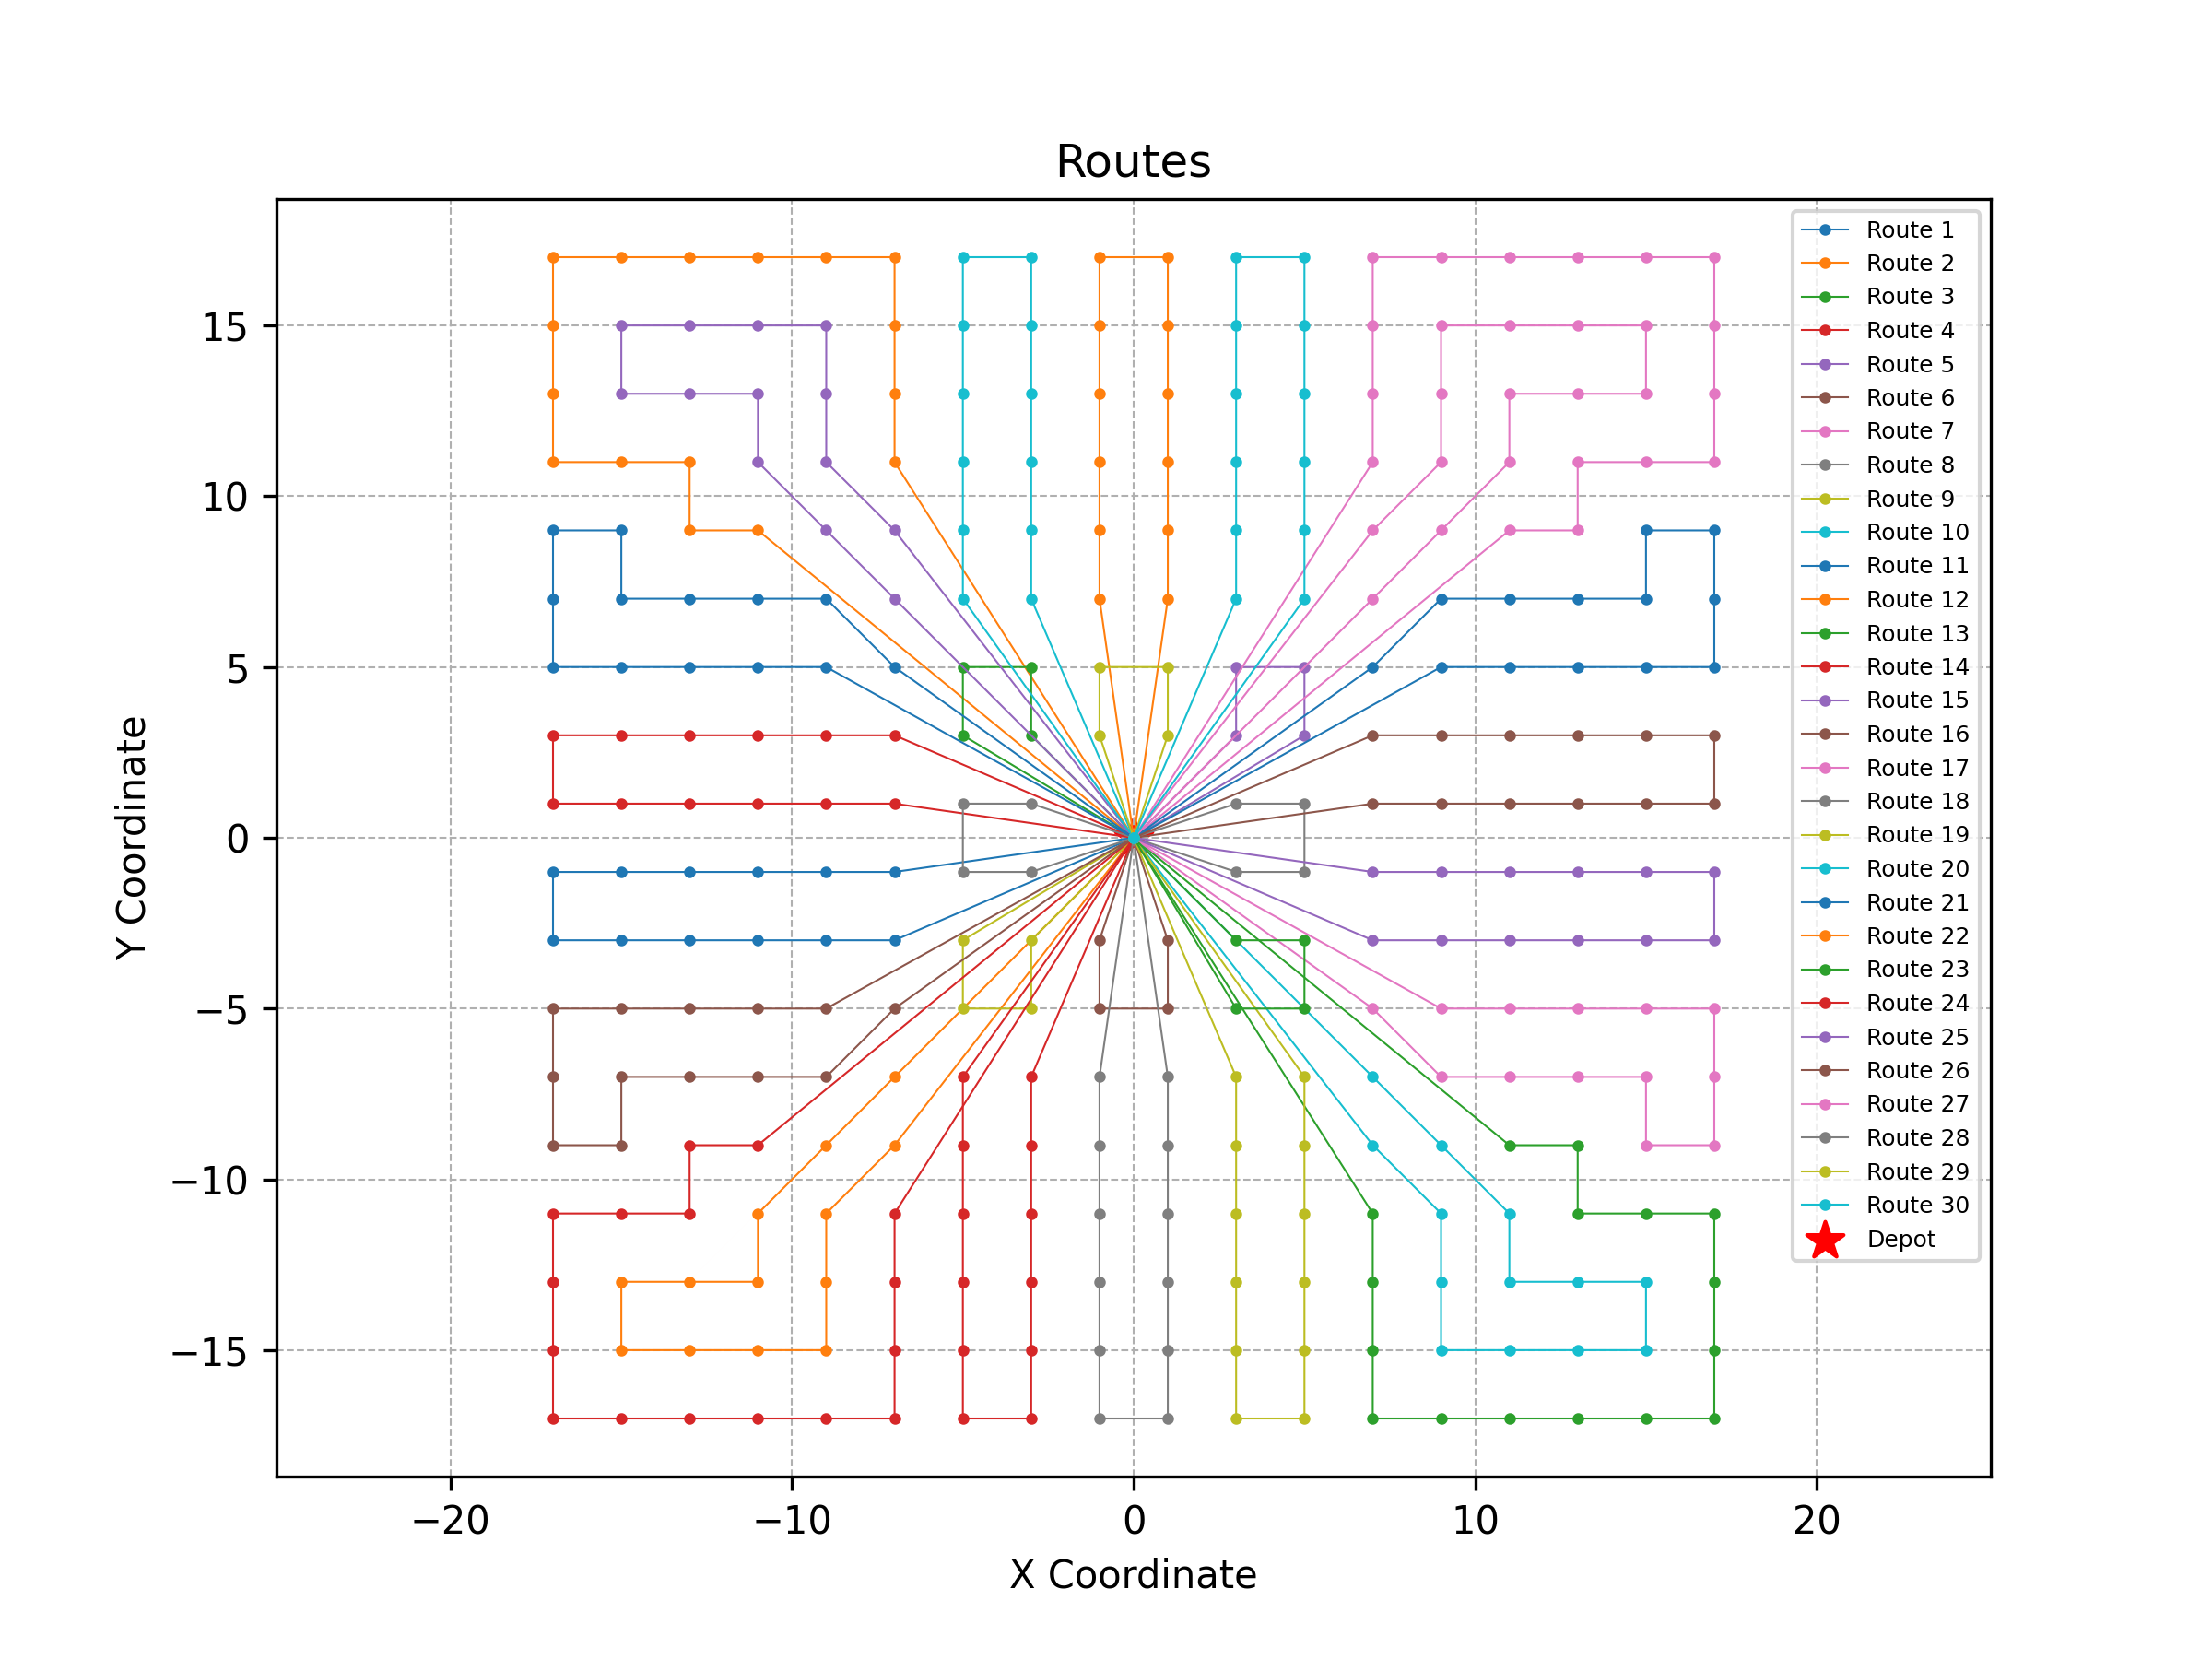 Routes
Y Coordinate
15
10
5
0
−5
−10
−15
−20
−10
0
10
20
X Coordinate
Route 1
Route 2
Route 3
Route 4
Route 5
Route 6
Route 7
Route 8
Route 9
Route 10
Route 11
Route 12
Route 13
Route 14
Route 15
Route 16
Route 17
Route 18
Route 19
Route 20
Route 21
Route 22
Route 23
Route 24
Route 25
Route 26
Route 27
Route 28
Route 29
Route 30
Depot